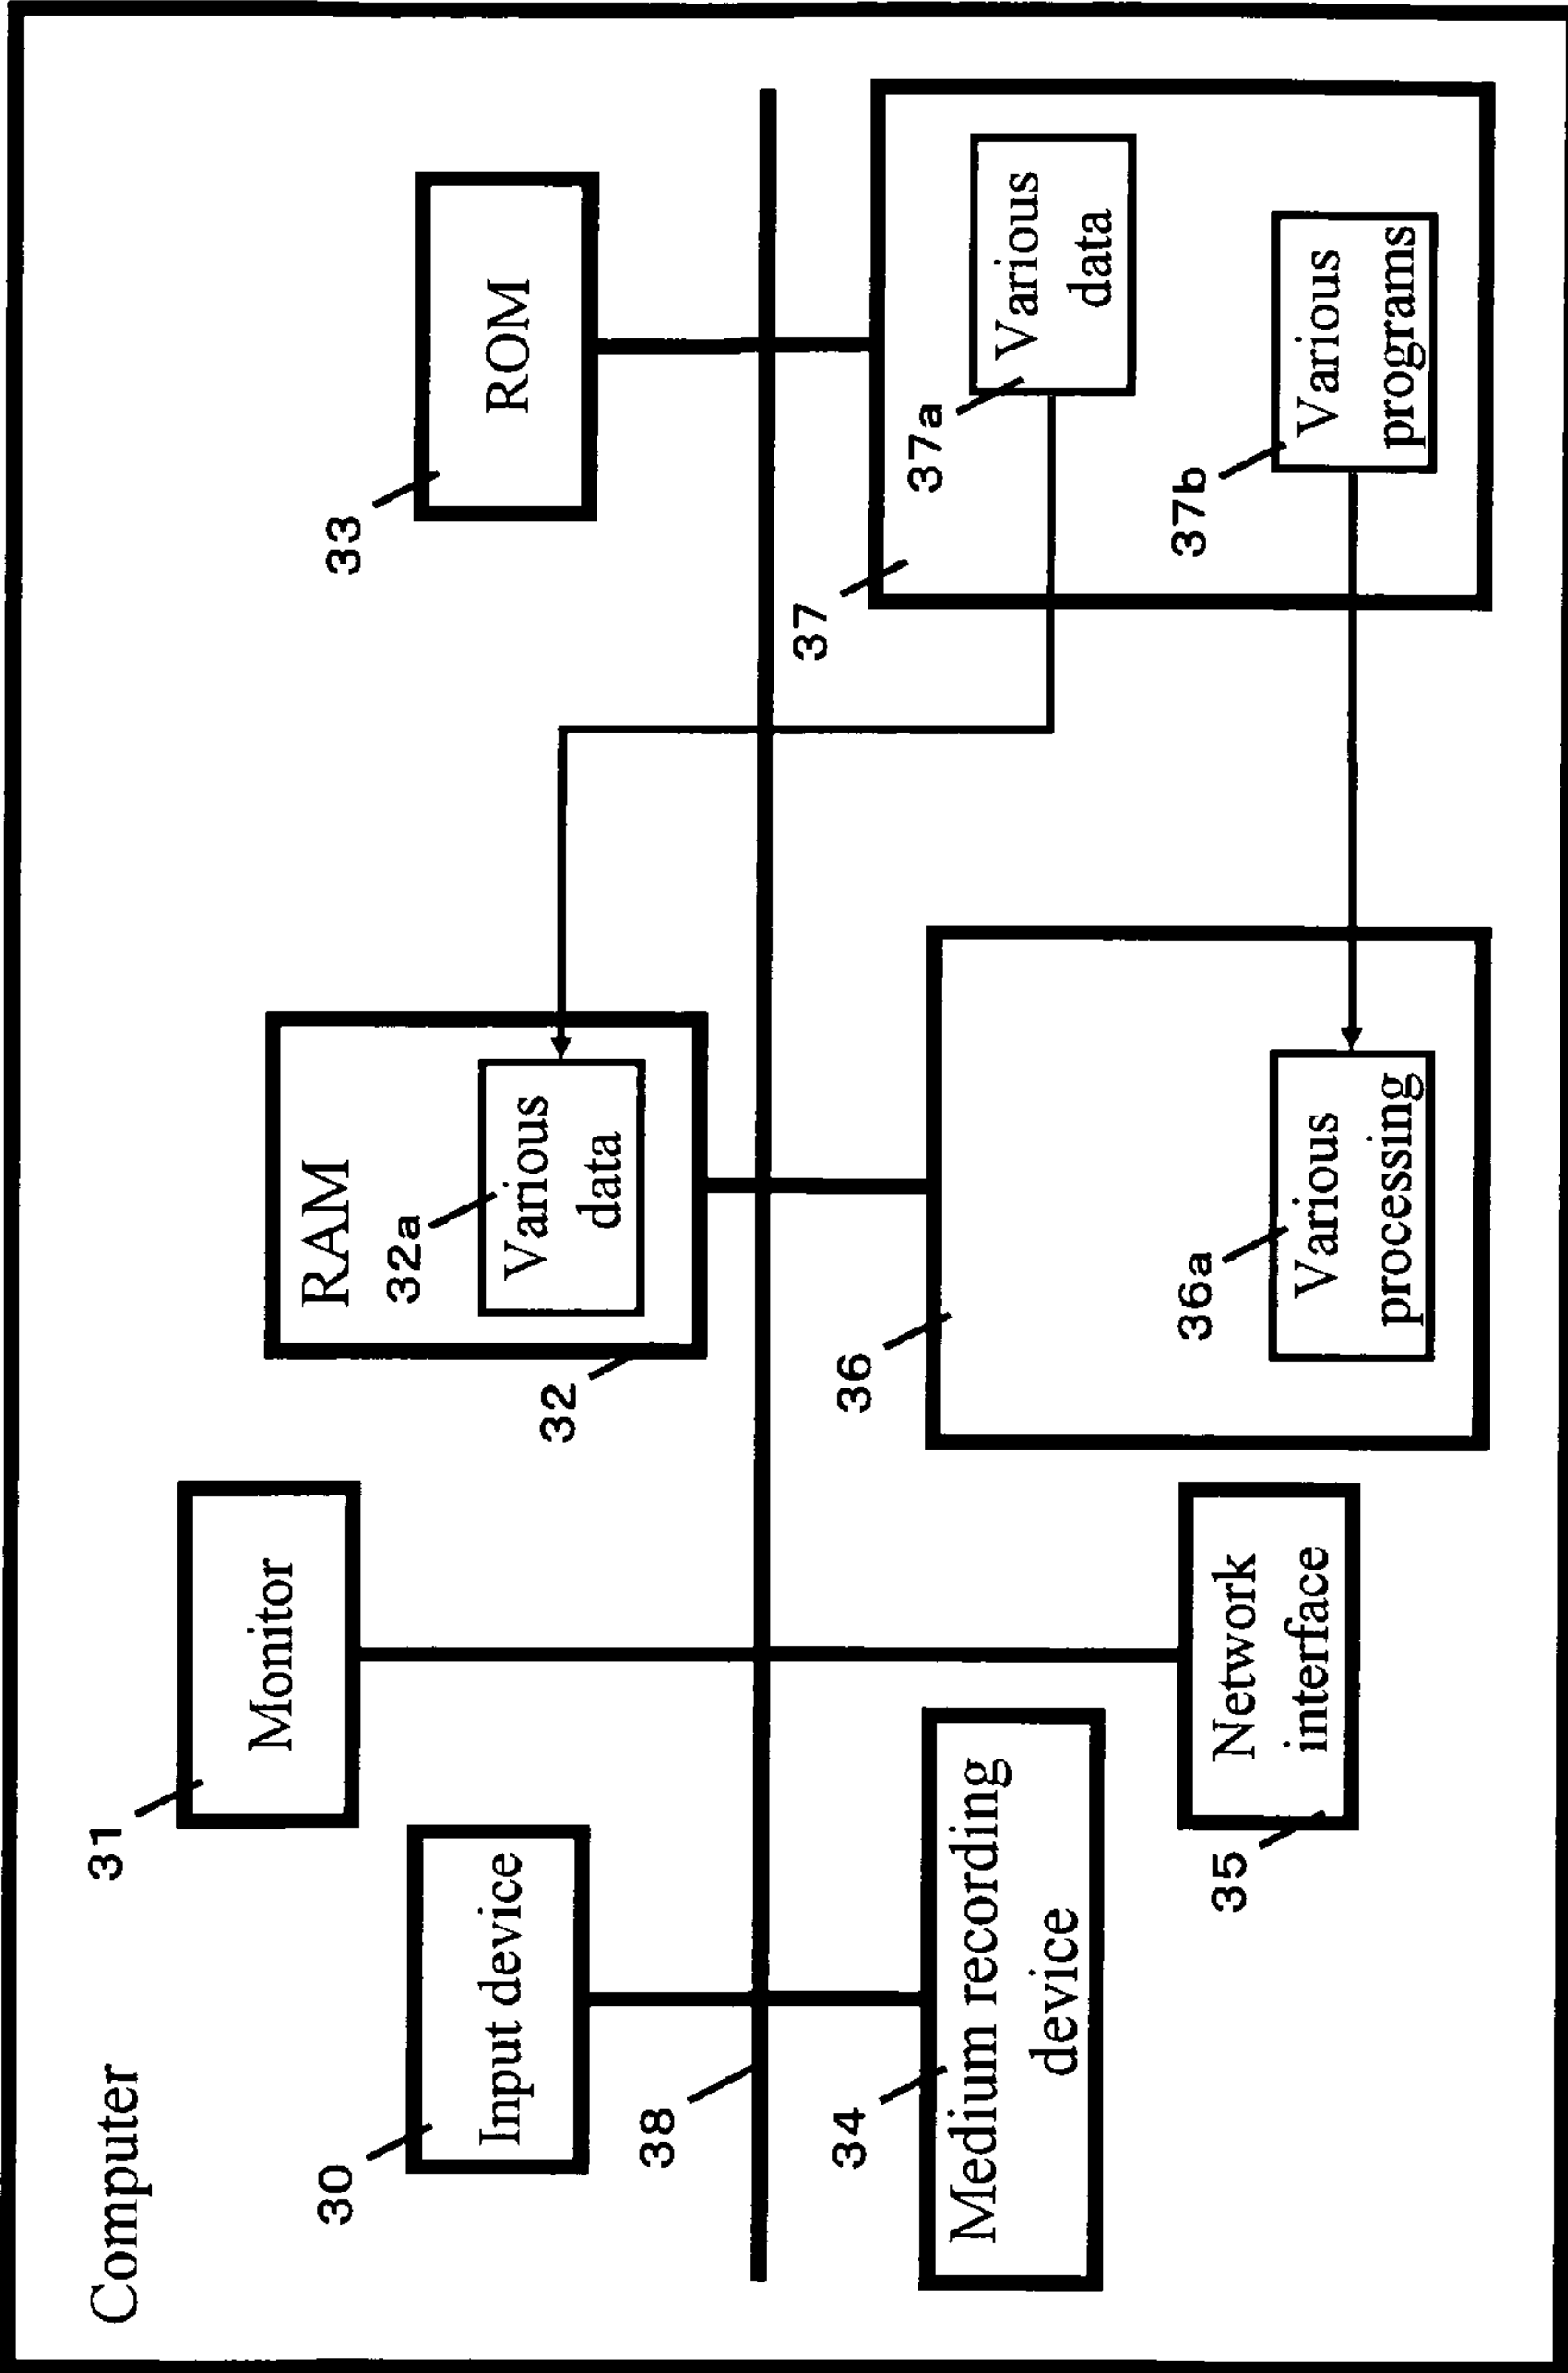 Computer
31
Monitor
30
Input device
RAM
32a
Various
data
32
33
ROM
38
34
Medium recording
device
35
Network
interface
36
36a
Various
processing
37
37a
Various
data
37b
Various
programs